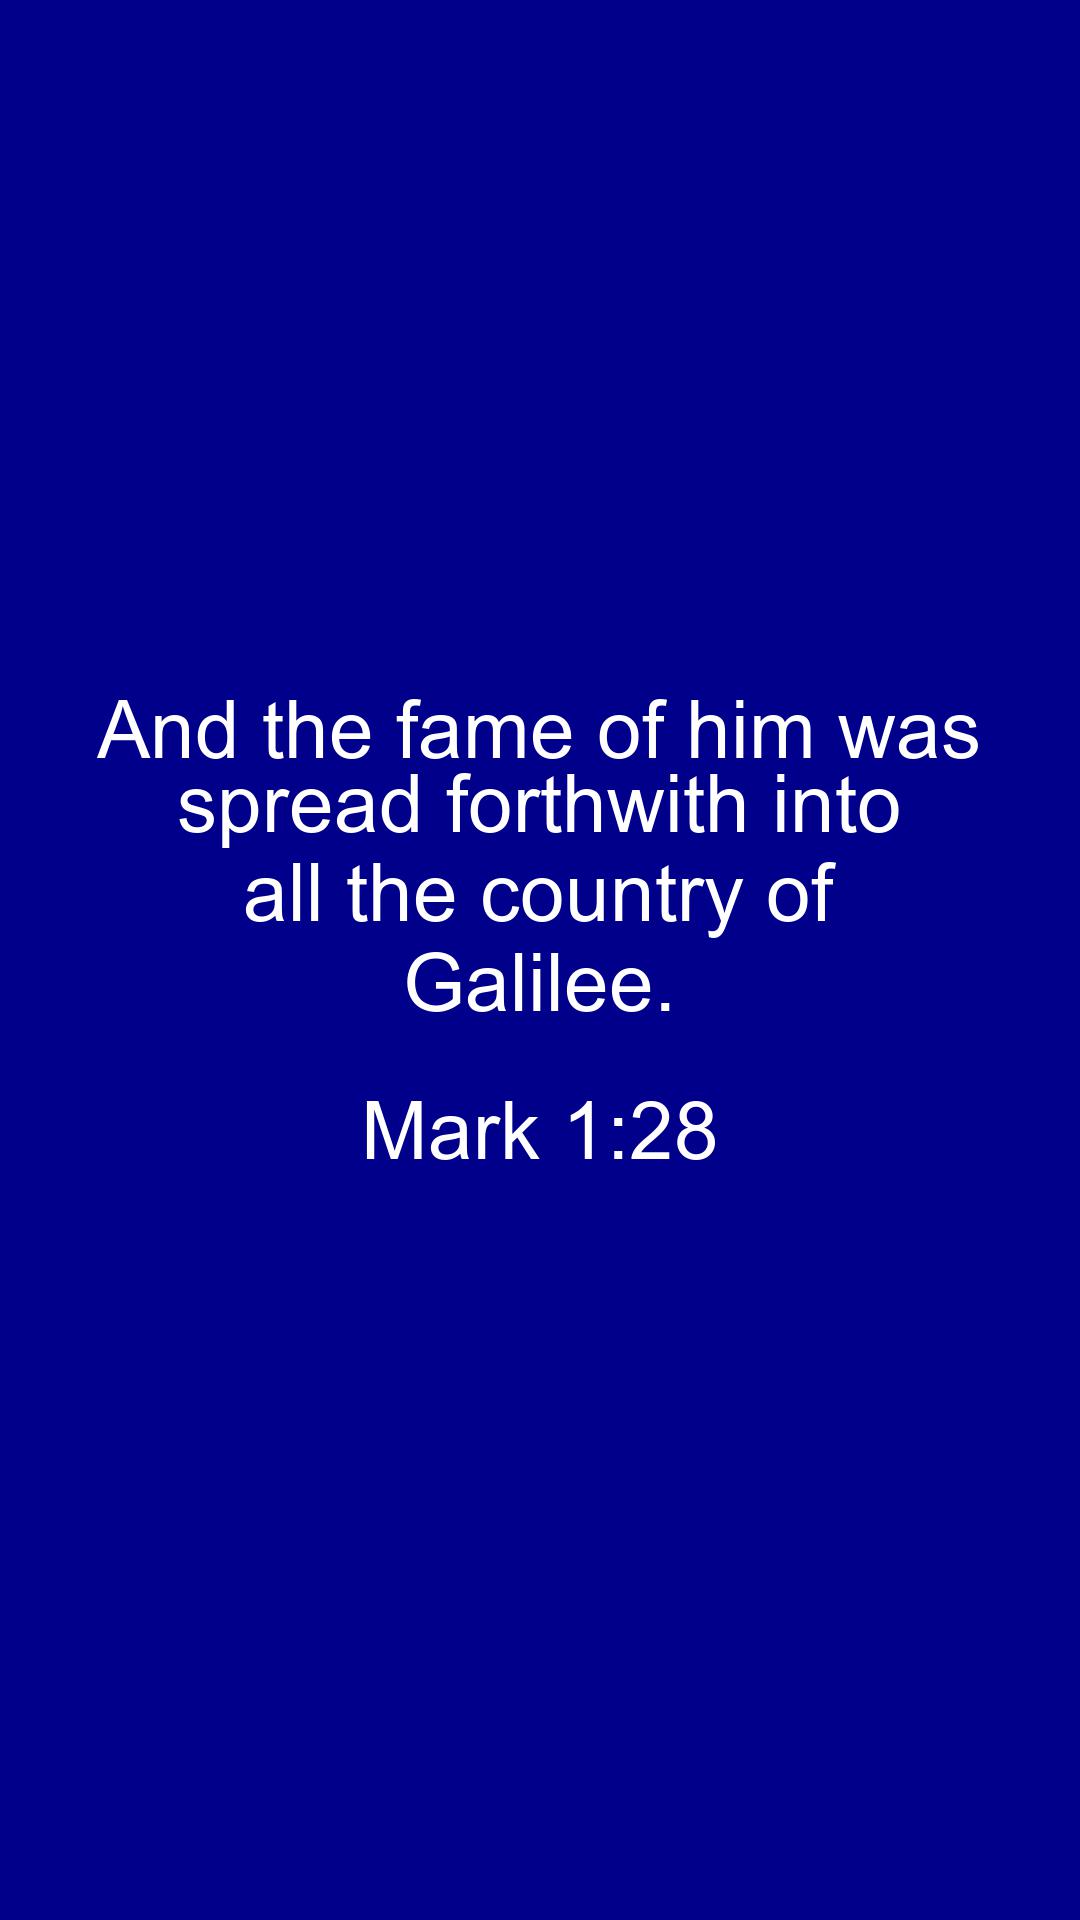 And the fame of him was
spread forthwith into
all the country of
Galilee.
Mark 1:28